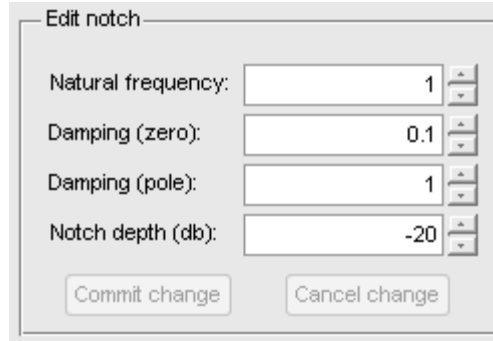 Edit notch
Natural frequency: 1
Damping (zero): 0.1
Damping (pole): 1
Notch depth (db): -20
Commit change Cancel change